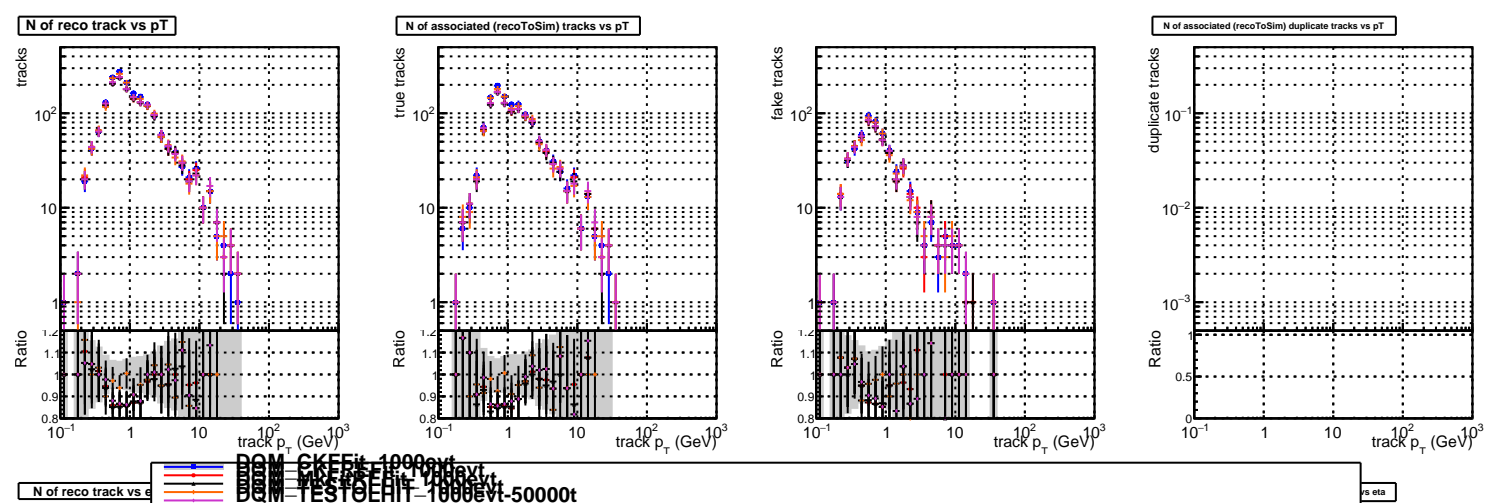 N of reco track vs pT
N of associated (recoToSim) tracks vs pT
N of associated (recoToSim) duplicate tracks vs pT
tracks
10²
10
1
Ratio
1.2
1.1
1
0.9
0.8
10⁻¹ 1 10 10² 10³
track p_T (GeV)
true tracks
10²
10
1
Ratio
1.2
1.1
1
0.9
0.8
10⁻¹ 1 10 10² 10³
track p_T (GeV)
fake tracks
10²
10
1
Ratio
1.2
1.1
1
0.9
0.8
10⁻¹ 1 10 10² 10³
track p_T (GeV)
duplicate tracks
10⁻¹
10⁻²
10⁻³
Ratio
1
0.5
0
10⁻¹ 1 10 10² 10³
track p_T (GeV)
N of reco track vs e
vs eta
DQM_CKFFit_1000evt
DQM–TESTOLHIT–1000evt-50000t